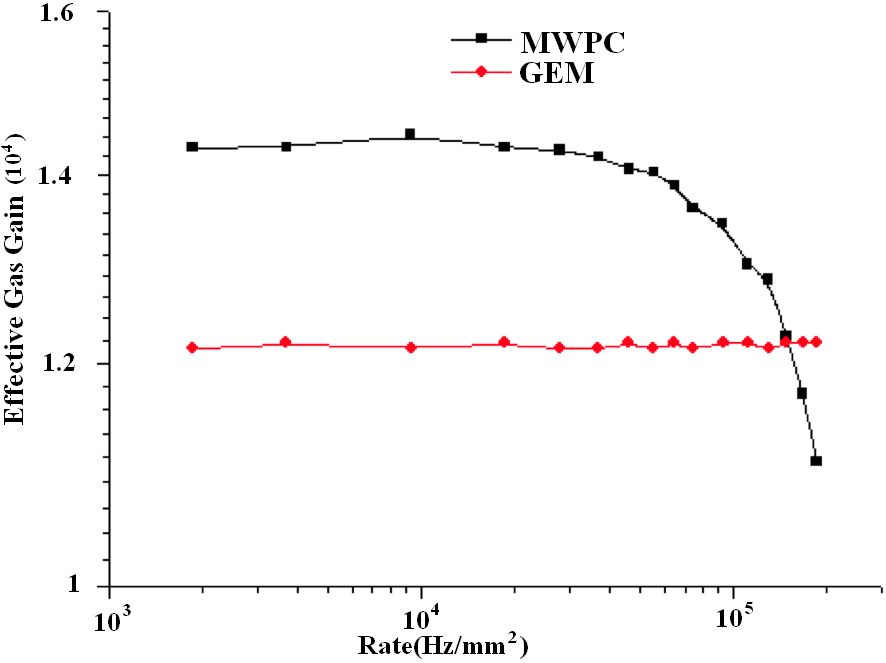 1.6
MWPC
GEM
1.4
1.2
1
Effective Gas Gain (10⁴)
10³
10⁴
10⁵
Rate(Hz/mm²)